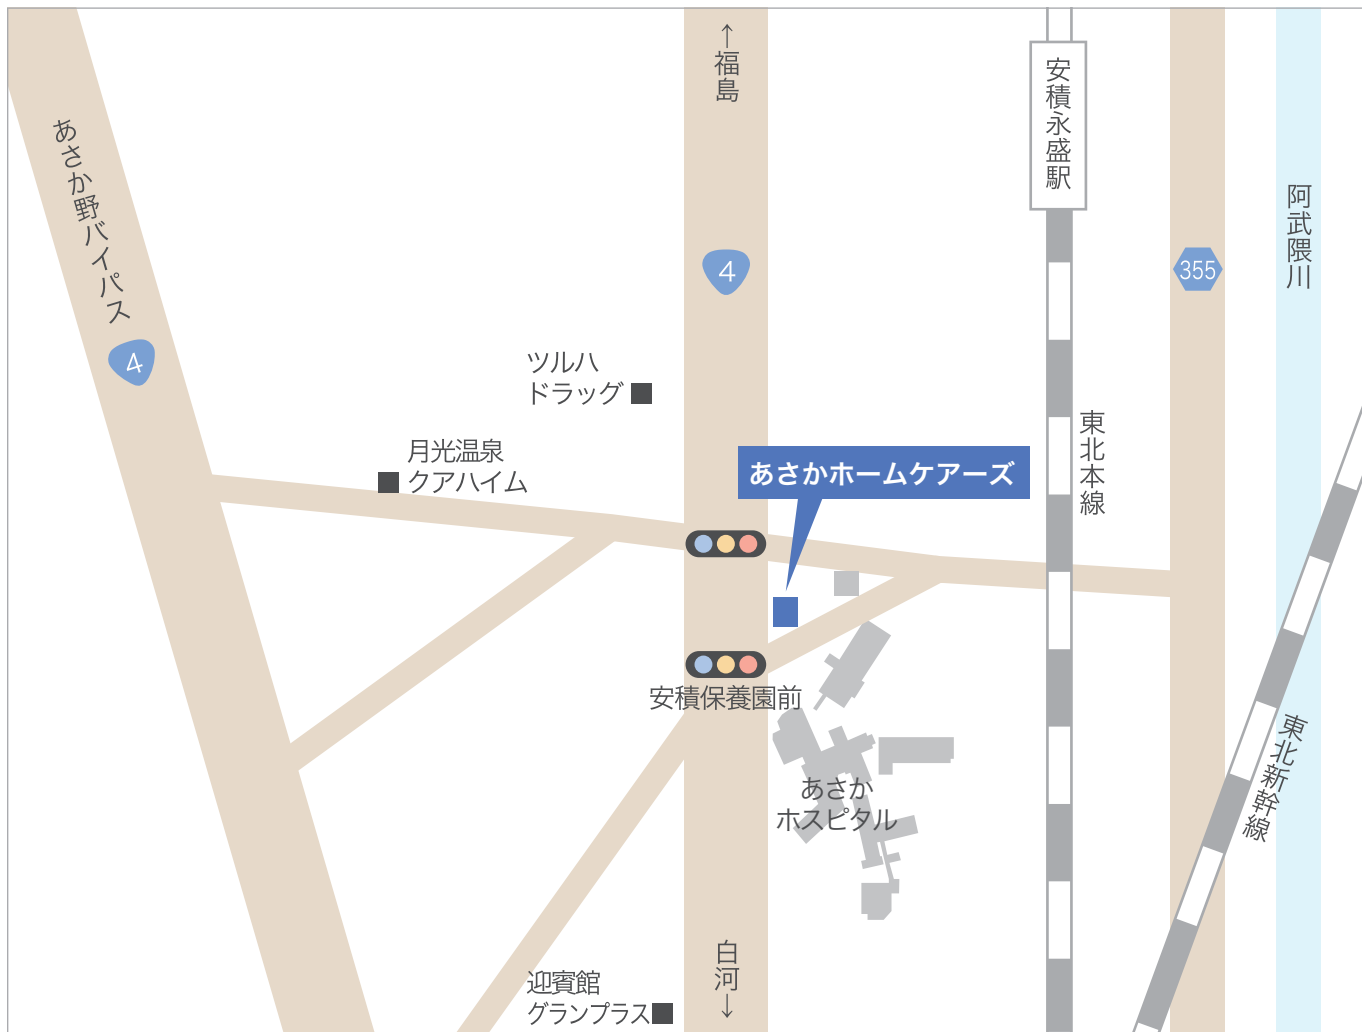 ↑福島
安積永盛駅
あさか野バイパス
阿武隈川
4
355
4
ツルハ
ドラッグ
月光温泉
クアハイム
あさかホームケアーズ
東北本線
安積保養園前
東北新幹線
あさか
ホスピタル
白河↓
迎賓館
グランプラス